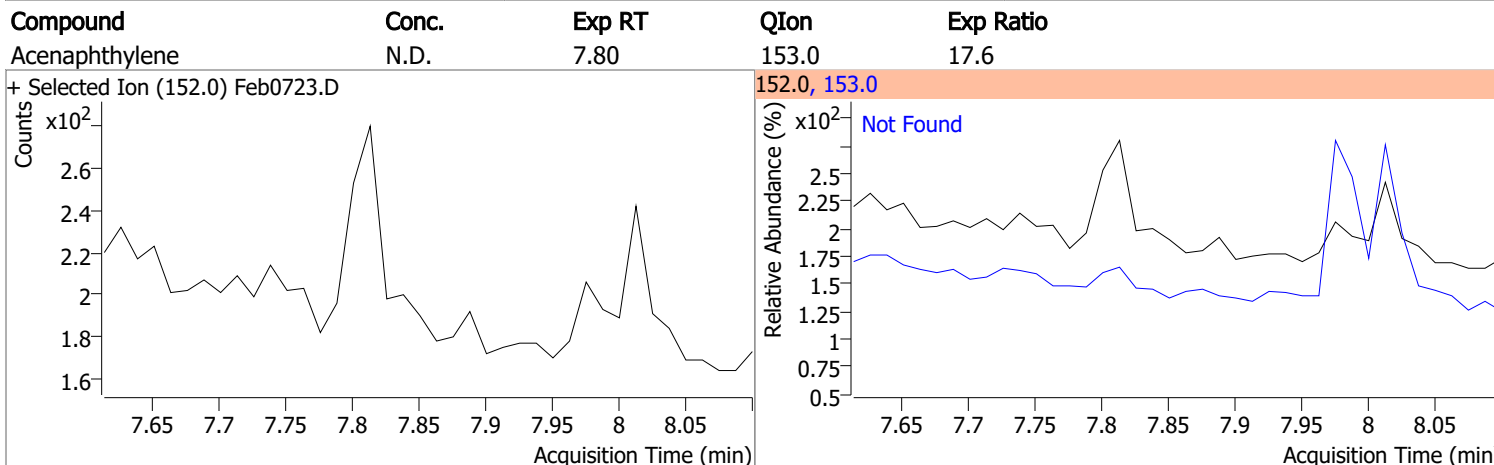 Compound Conc. Exp RT QIon Exp Ratio
Acenaphthylene N.D. 7.80 153.0 17.6
+ Selected Ion (152.0) Feb0723.D
Counts
x10²
2.6
2.4
2.2
2
1.8
1.6
7.65 7.7 7.75 7.8 7.85 7.9 7.95 8 8.05
Acquisition Time (min)
152.0, 153.0
Relative Abundance (%)
x10²
Not Found
2.5
2.25
2
1.75
1.5
1.25
1
0.75
0.5
7.65 7.7 7.75 7.8 7.85 7.9 7.95 8 8.05
Acquisition Time (min